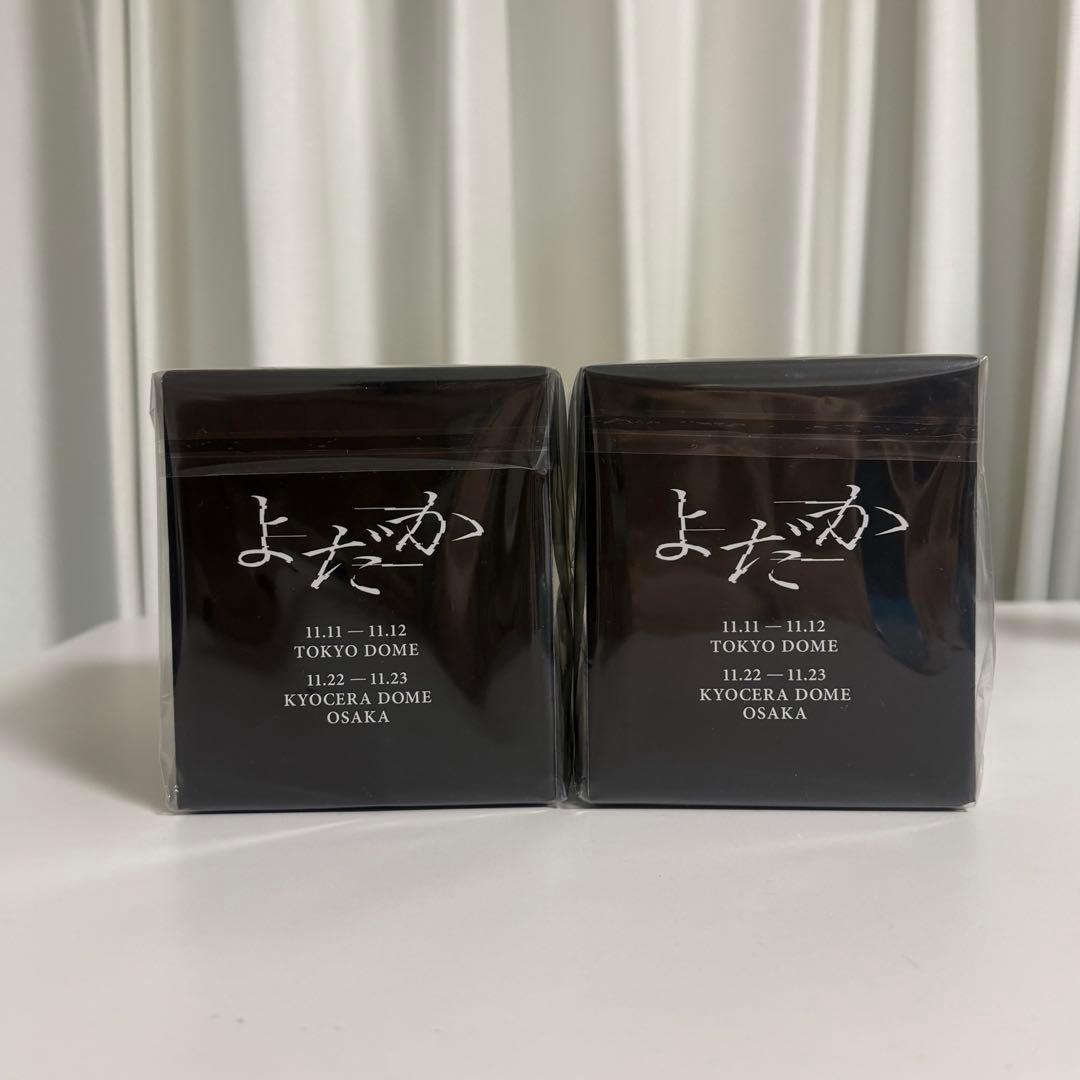 よだか
11.11 — 11.12
TOKYO DOME
11.22 — 11.23
KYOCERA DOME
OSAKA
よだか
11.11 — 11.12
TOKYO DOME
11.22 — 11.23
KYOCERA DOME
OSAKA